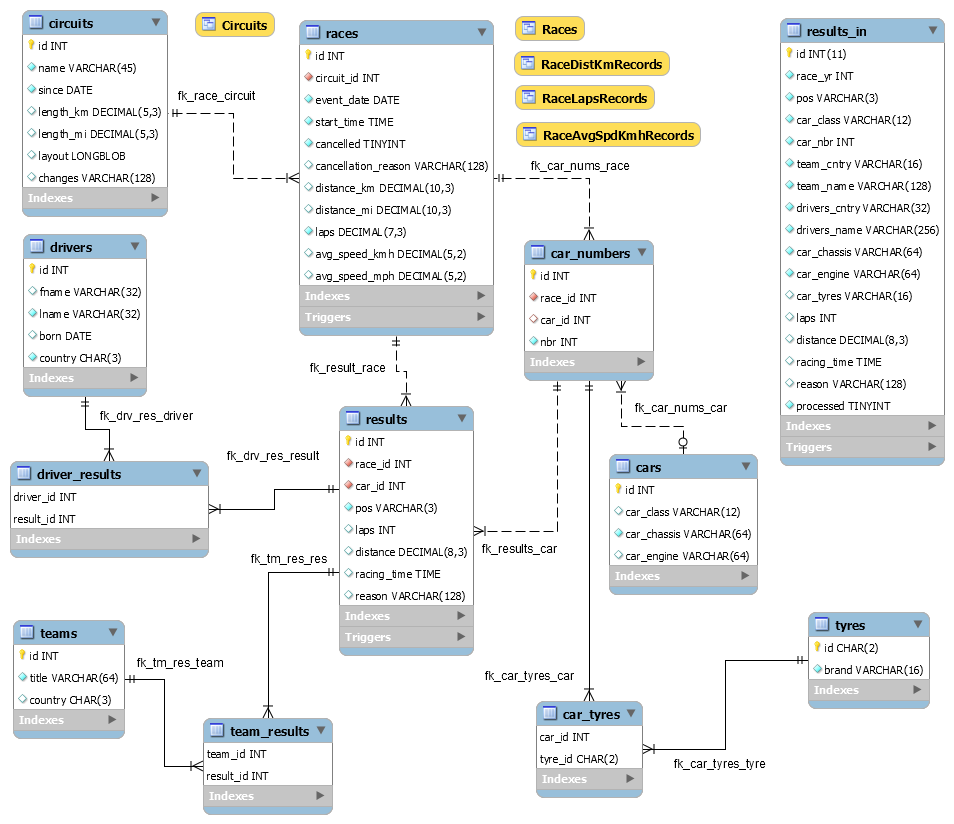 circuits
id INT
name VARCHAR(45)
since DATE
length_km DECIMAL(5,3)
length_mi DECIMAL(5,3)
layout LONGBLOB
changes VARCHAR(128)
Indexes
Circuits
fk_race_circuit
races
id INT
circuit_id INT
event_date DATE
start_time TIME
cancelled TINYINT
cancellation_reason VARCHAR(128)
distance_km DECIMAL(10,3)
distance_mi DECIMAL(10,3)
laps DECIMAL(7,3)
avg_speed_kmh DECIMAL(5,2)
avg_speed_mph DECIMAL(5,2)
Indexes
Triggers
Races
RaceDistKmRecords
RaceLapsRecords
RaceAvgSpdKmhRecords
fk_car_nums_race
results_in
id INT(11)
race_yr INT
pos VARCHAR(3)
car_class VARCHAR(12)
car_nbr INT
team_cntry VARCHAR(16)
team_name VARCHAR(128)
drivers_cntry VARCHAR(32)
drivers_name VARCHAR(256)
car_chassis VARCHAR(64)
car_engine VARCHAR(64)
car_tyres VARCHAR(16)
laps INT
distance DECIMAL(8,3)
racing_time TIME
reason VARCHAR(128)
processed TINYINT
Indexes
Triggers
drivers
id INT
fname VARCHAR(32)
lname VARCHAR(32)
born DATE
country CHAR(3)
Indexes
fk_drv_res_driver
car_numbers
id INT
race_id INT
car_id INT
nbr INT
Indexes
fk_result_race
fk_car_nums_car
driver_results
driver_id INT
result_id INT
Indexes
fk_drv_res_result
results
id INT
race_id INT
car_id INT
pos VARCHAR(3)
laps INT
distance DECIMAL(8,3)
racing_time TIME
reason VARCHAR(128)
Indexes
Triggers
fk_results_car
cars
id INT
car_class VARCHAR(12)
car_chassis VARCHAR(64)
car_engine VARCHAR(64)
Indexes
fk_tm_res_res
teams
id INT
title VARCHAR(64)
country CHAR(3)
Indexes
fk_tm_res_team
team_results
team_id INT
result_id INT
Indexes
fk_car_tyres_car
car_tyres
car_id INT
tyre_id CHAR(2)
Indexes
tyres
id CHAR(2)
brand VARCHAR(16)
Indexes
fk_car_tyres_tyre